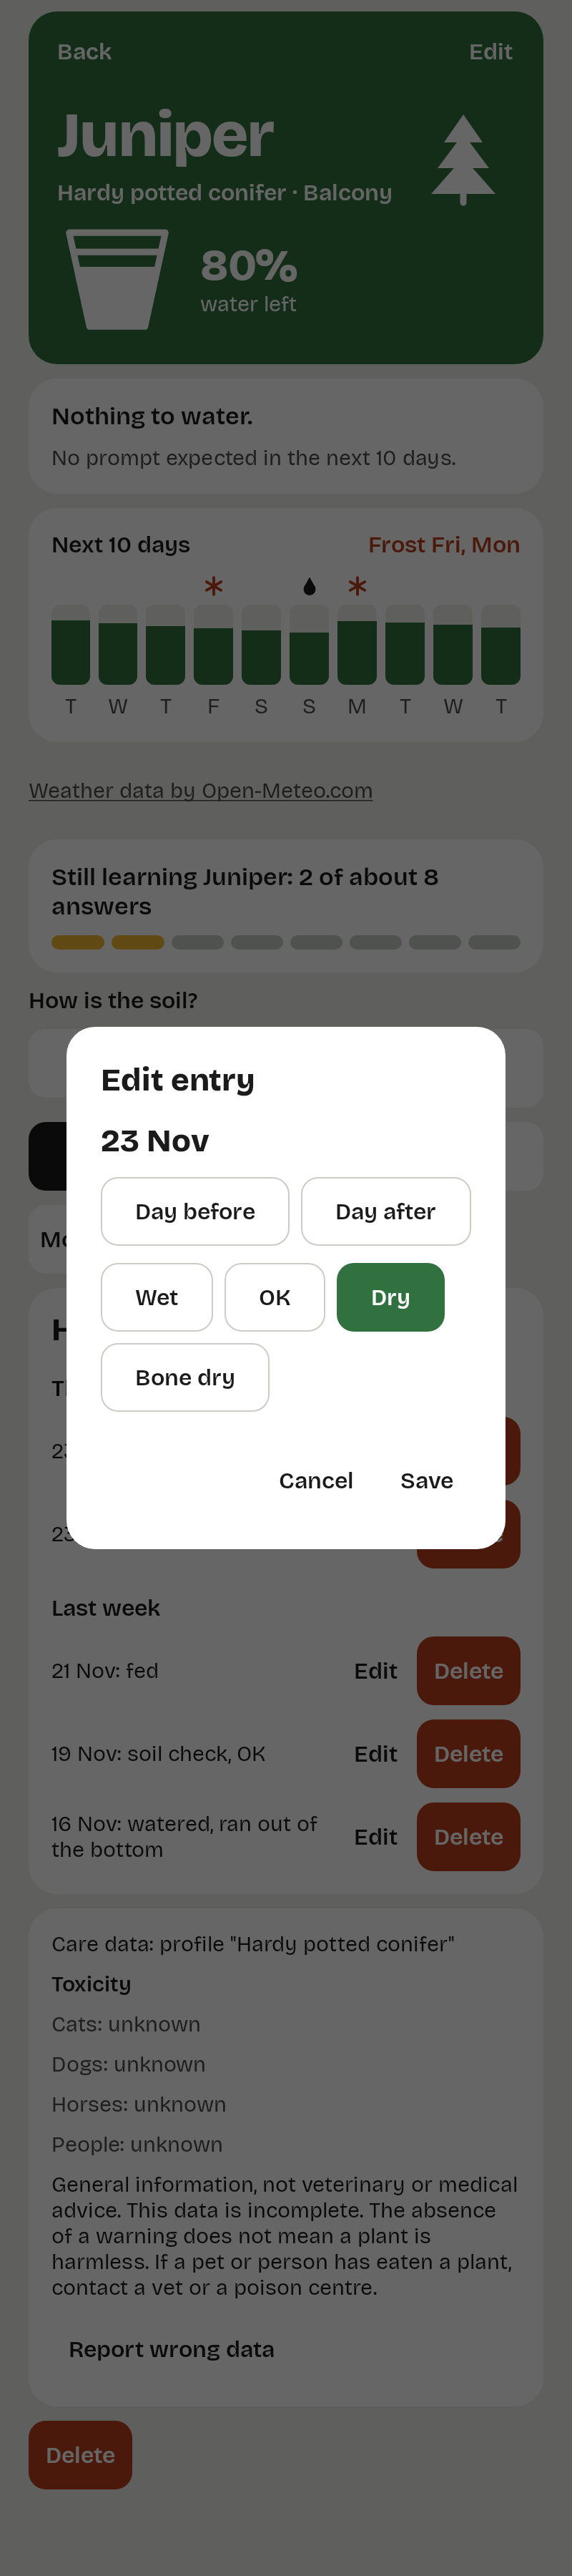 Back
Edit
Juniper
Hardy potted conifer · Balcony
80%
water left
Nothing to water.
No prompt expected in the next 10 days.
Next 10 days
Frost Fri, Mon
T W T F S S M T W T
Weather data by Open-Meteo.com
Still learning Juniper: 2 of about 8
answers
How is the soil?
Edit entry
23 Nov
Day before
Day after
Wet
OK
Dry
Bone dry
Cancel
Save
Last week
21 Nov: fed
Edit
Delete
19 Nov: soil check, OK
Edit
Delete
16 Nov: watered, ran out of
the bottom
Edit
Delete
Care data: profile "Hardy potted conifer"
Toxicity
Cats: unknown
Dogs: unknown
Horses: unknown
People: unknown
General information, not veterinary or medical
advice. This data is incomplete. The absence
of a warning does not mean a plant is
harmless. If a pet or person has eaten a plant,
contact a vet or a poison centre.
Report wrong data
Delete